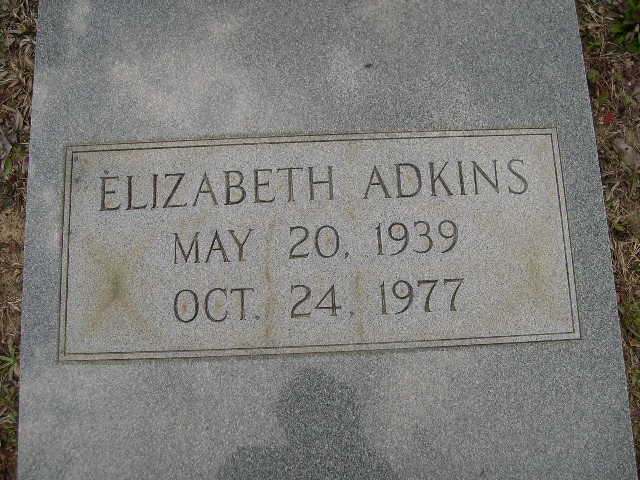 ELIZABETH ADKINS
MAY 20, 1939
OCT. 24, 1977